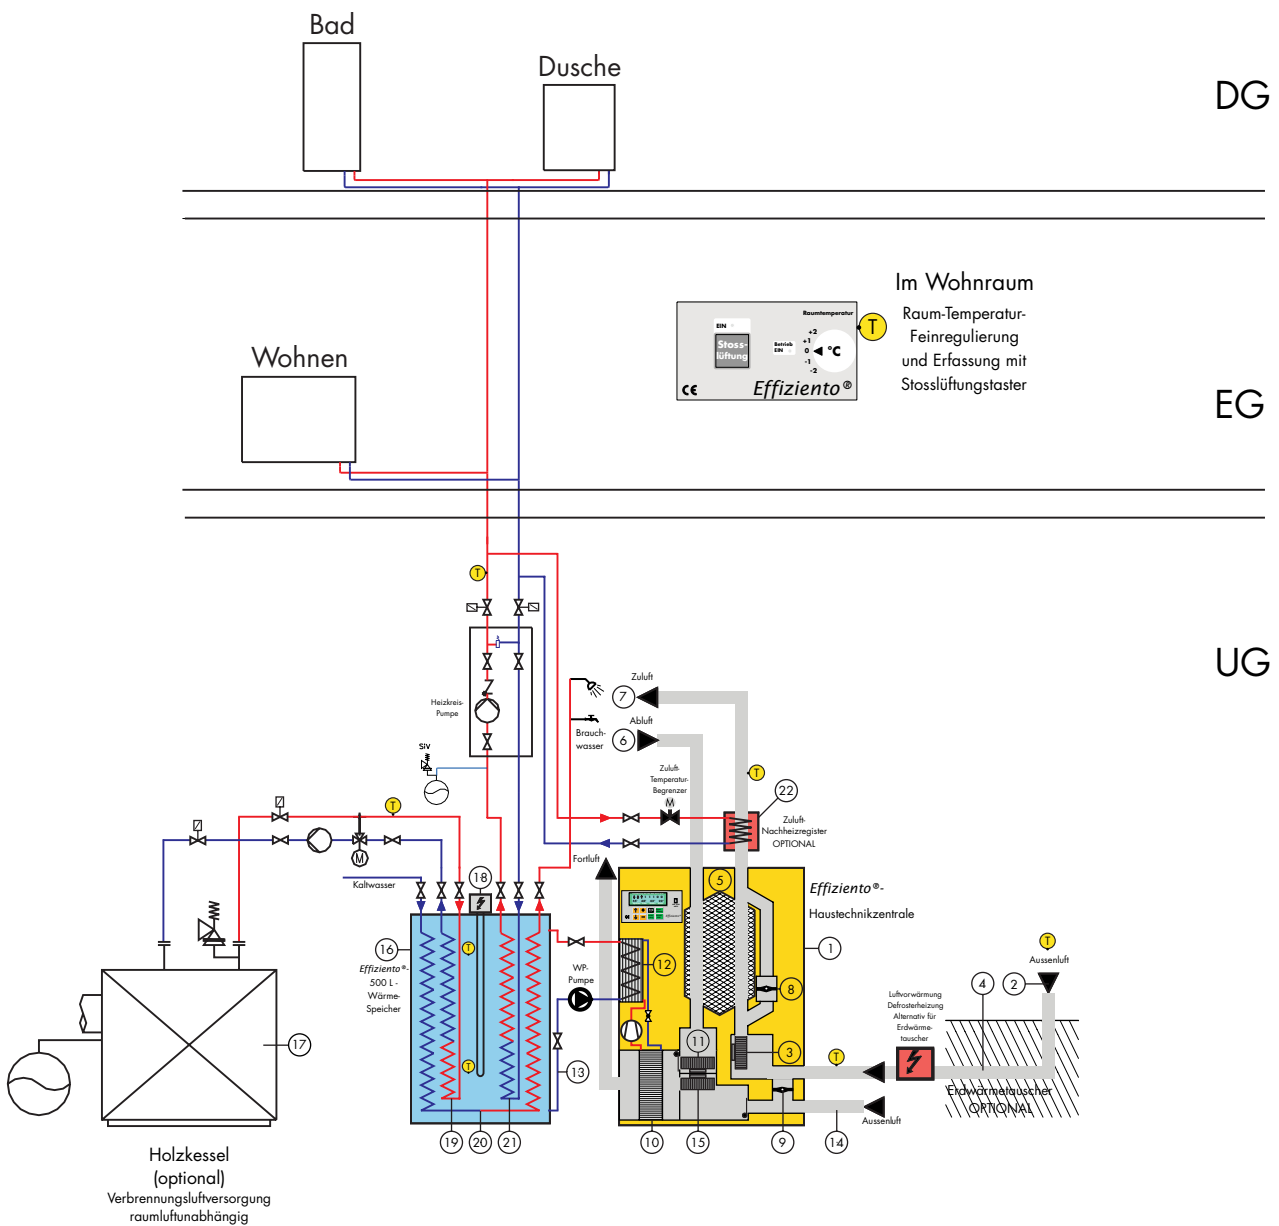 Bad
Dusche
DG
Im Wohnraum
Raum-Temperatur-
Feinregulierung
und Erfassung mit
Stosslüftungstaster
EIN
Stoss-
lüftung
Raumtemperatur
Betrieb
EIN
+2
+1
0
-1
-2
°C
CE
Effiziento®
T
Wohnen
EG
UG
T
Heizkreis-
Pumpe
SiV
Zuluft
7
Abluft
6
Brauch-
wasser
Zuluft-
Temperatur-
Begrenzer
M
T
22
Zuluft-
Nachheizregister
OPTIONAL
T
M
Kaltwasser
Fortluft
18
5
Effiziento®-
Haustechnikzentrale
1
16
Effiziento®-
500 L -
Wärme-
Speicher
T
T
WP-
Pumpe
12
8
11
3
13
T
Aussenluft
2
4
Luftvorwärmung
Defrosterheizung
Alternativ für
Erdwärme-
tauscher
T
Erdwärmetauscher
OPTIONAL
Aussenluft
17
19
20
21
10
15
9
14
Holzkessel
(optional)
Verbrennungsluftversorgung
raumluftunabhängig